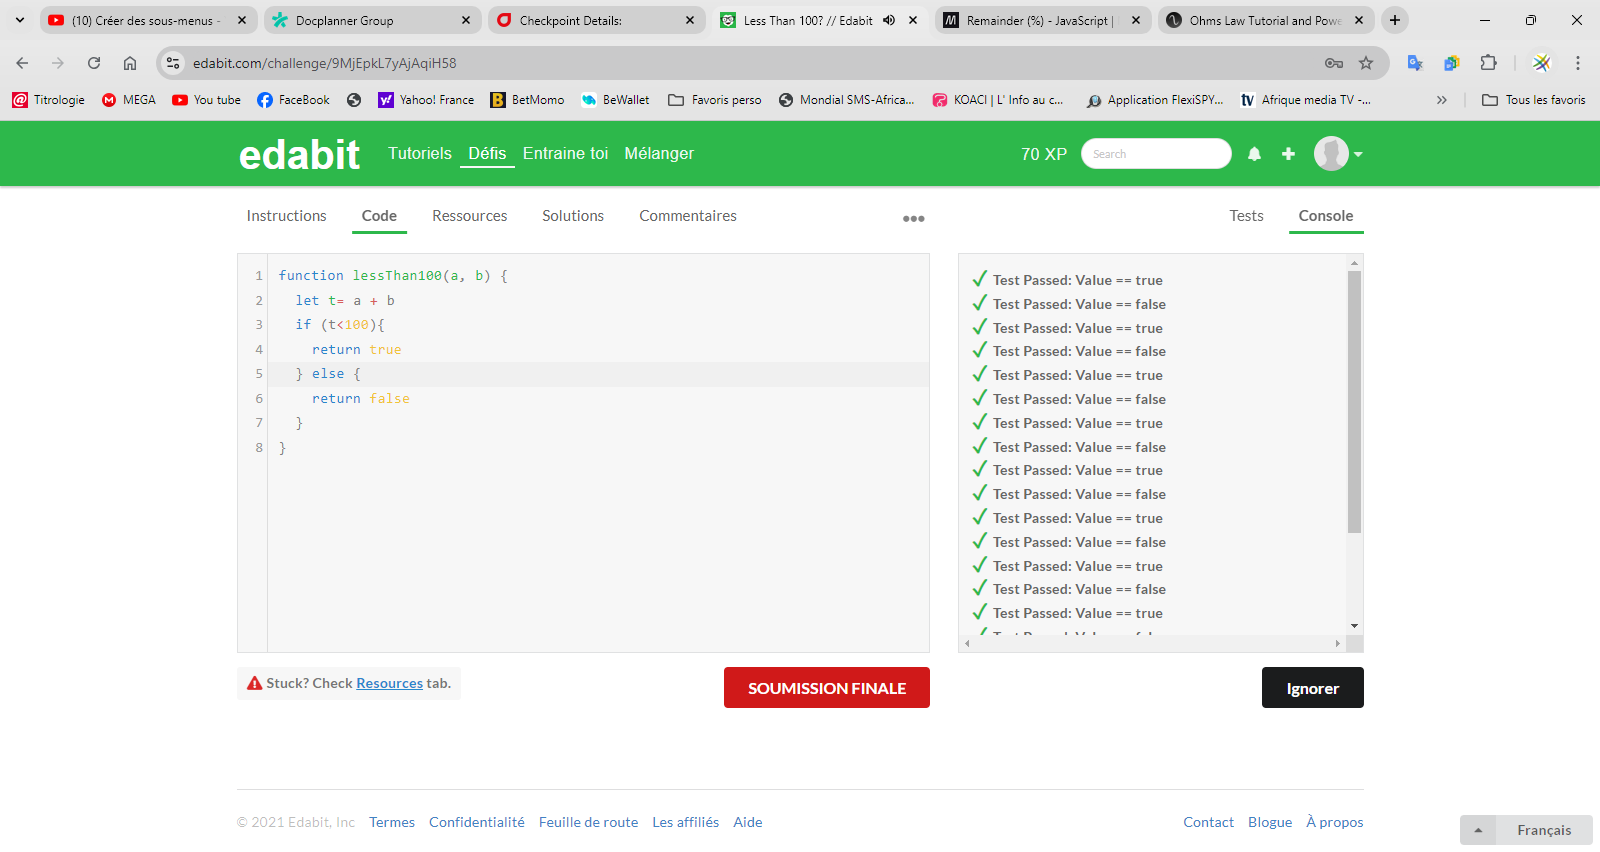 (10) Créer des sous-menus -
Docplanner Group
Checkpoint Details:
Less Than 100? // Edabit
Remainder (%) - JavaScript |
Ohms Law Tutorial and Powe
edabit.com/challenge/9MjEpkL7yAjAqiH58
Titrologie
MEGA
You tube
FaceBook
Yahoo! France
BetMomo
BeWallet
Favoris perso
Mondial SMS-Africa...
KOACI | L' Info au c...
Application FlexiSPY...
Afrique media TV -...
Tous les favoris
edabit
Tutoriels
Défis
Entraine toi
Mélanger
70 XP
Search
Instructions
Code
Ressources
Solutions
Commentaires
Tests
Console
1 function lessThan100(a, b) {
2 let t= a + b
3 if (t<100){
4 return true
5 } else {
6 return false
7 }
8 }
Test Passed: Value == true
Test Passed: Value == false
Test Passed: Value == true
Test Passed: Value == false
Test Passed: Value == true
Test Passed: Value == false
Test Passed: Value == true
Test Passed: Value == false
Test Passed: Value == true
Test Passed: Value == false
Test Passed: Value == true
Test Passed: Value == false
Test Passed: Value == true
Test Passed: Value == false
Test Passed: Value == true
Stuck? Check Resources tab.
SOUMISSION FINALE
Ignorer
© 2021 Edabit, Inc
Termes
Confidentialité
Feuille de route
Les affiliés
Aide
Contact
Blogue
À propos
Français